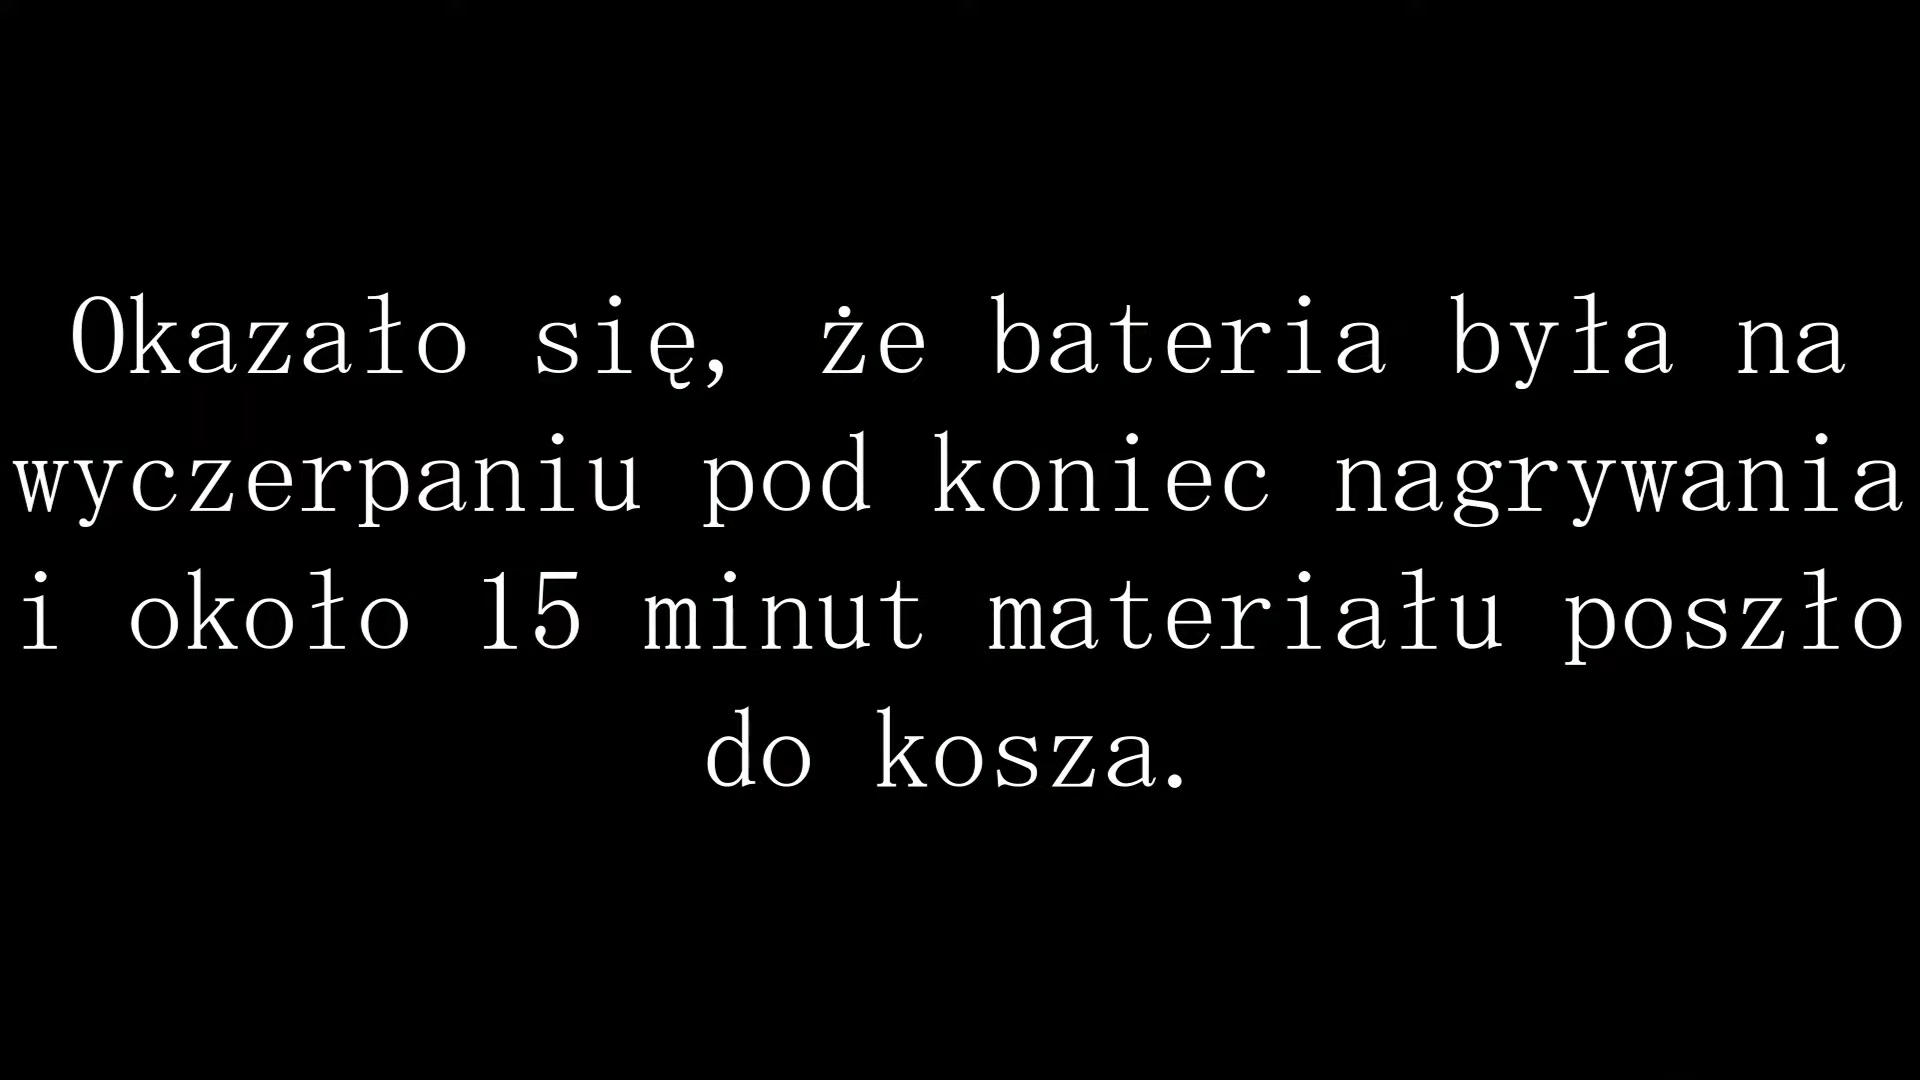 Okazało się, że bateria była na
wyczerpaniu pod koniec nagrywania
i około 15 minut materiału poszło
do kosza.